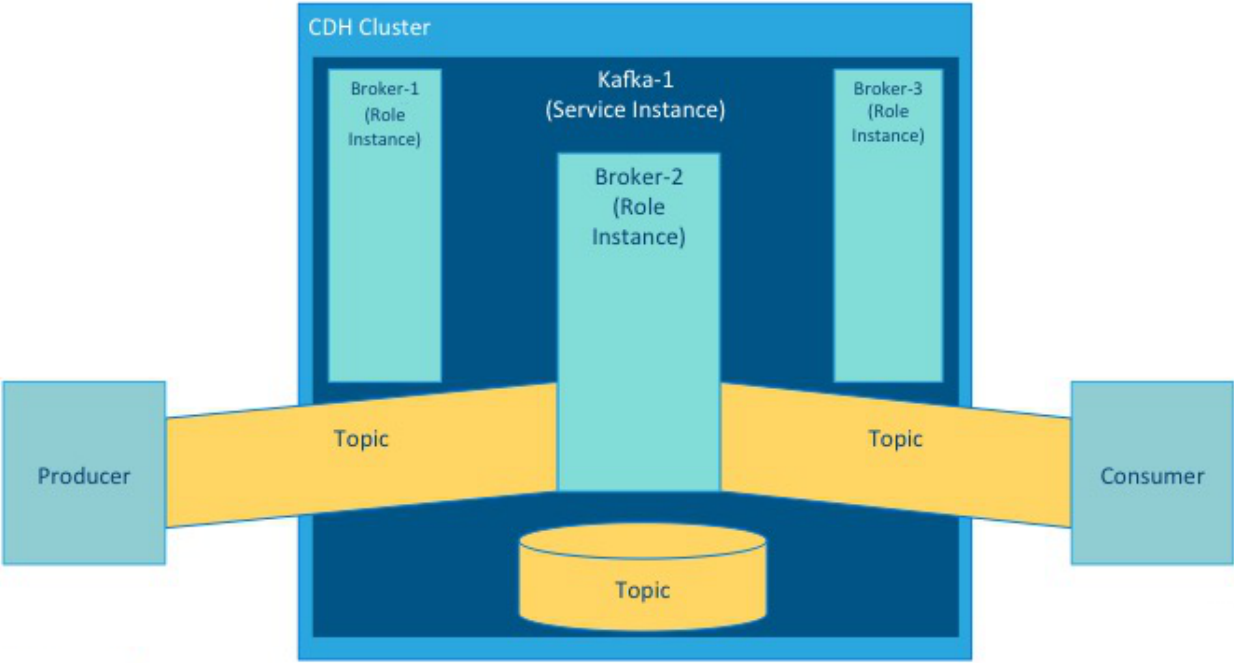 CDH Cluster
Kafka-1
(Service Instance)
Broker-1
(Role
Instance)
Broker-3
(Role
Instance)
Broker-2
(Role
Instance)
Topic
Topic
Producer
Consumer
Topic